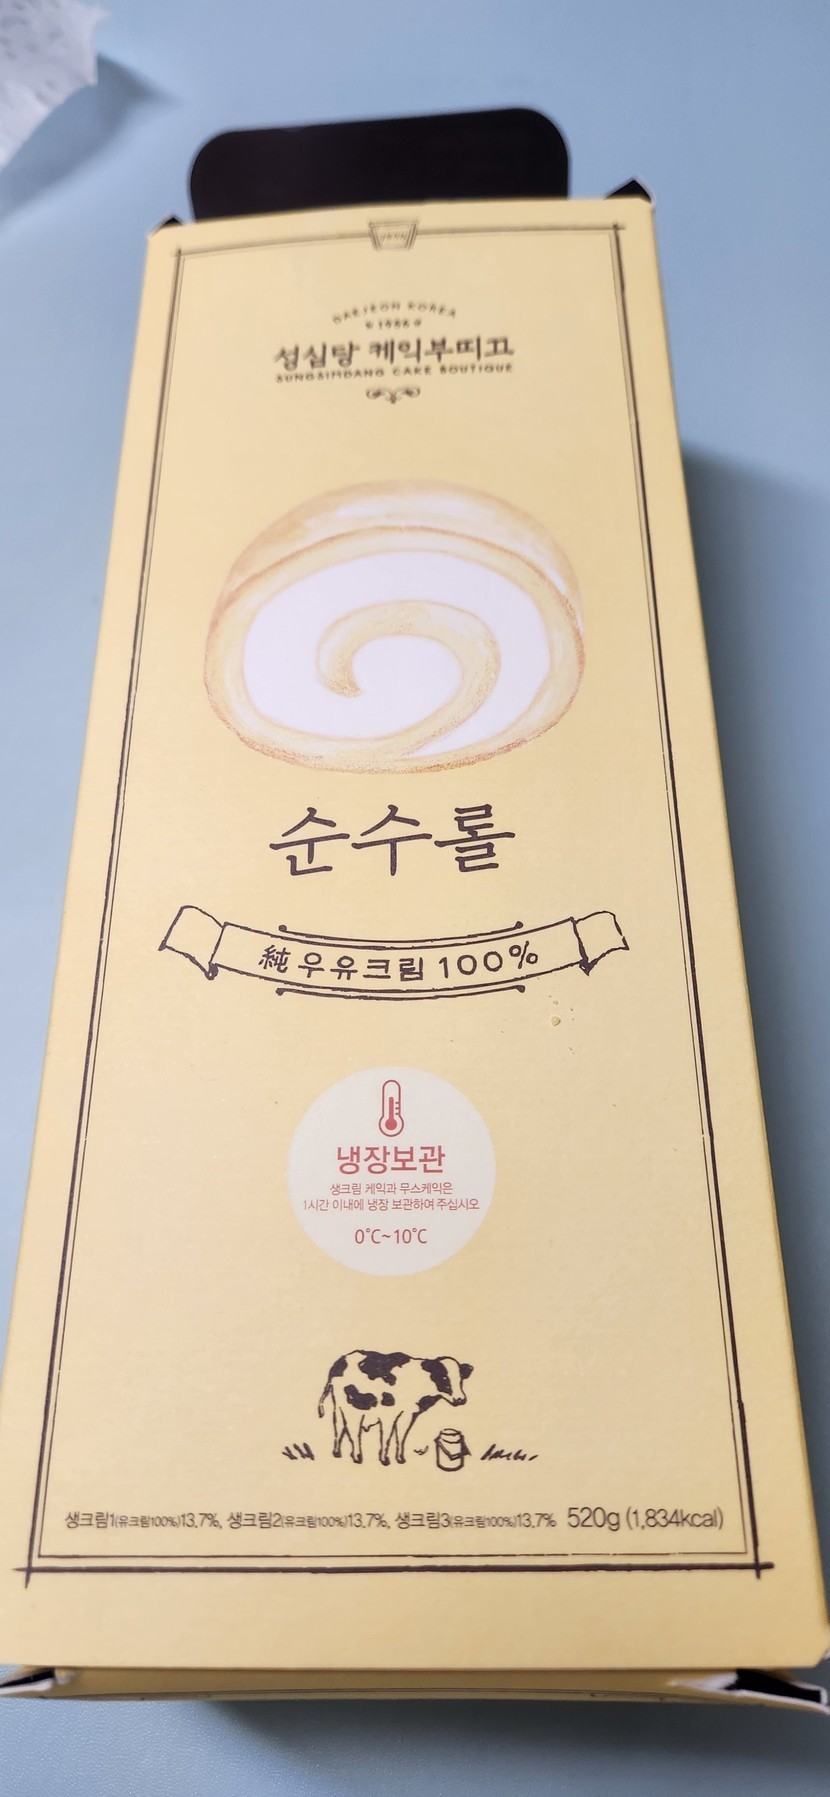 DAEJEON KOREA
성심당 케익부띠끄
SUNGSIMDANG CAKE BOUTIQUE
순수롤
純 우유크림 100%
냉장보관
생크림 케익과 무스케익은
1시간 이내에 냉장 보관하여 주십시오
0°C~10°C
생크림1(유크림100%)13.7%, 생크림2(유크림100%)13.7%, 생크림3(유크림100%)13.7% 520g (1,834kcal)